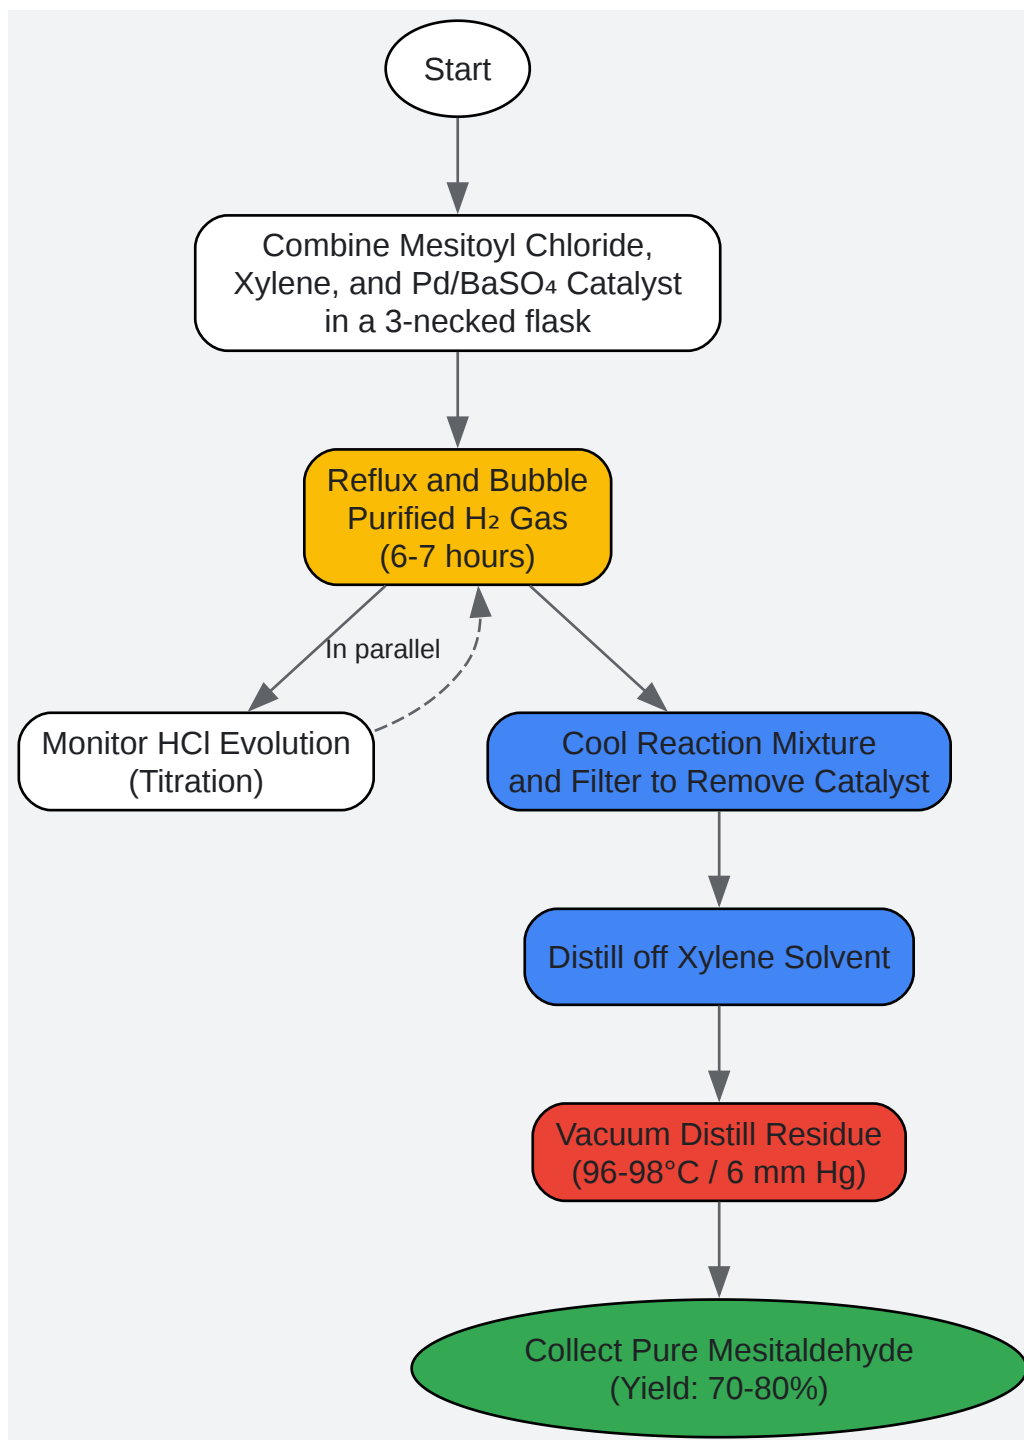 Start
Combine Mesitoyl Chloride,
Xylene, and Pd/BaSO₄ Catalyst
in a 3-necked flask
Reflux and Bubble
Purified H₂ Gas
(6-7 hours)
In parallel
Monitor HCl Evolution
(Titration)
Cool Reaction Mixture
and Filter to Remove Catalyst
Distill off Xylene Solvent
Vacuum Distill Residue
(96-98°C / 6 mm Hg)
Collect Pure Mesitaldehyde
(Yield: 70-80%)